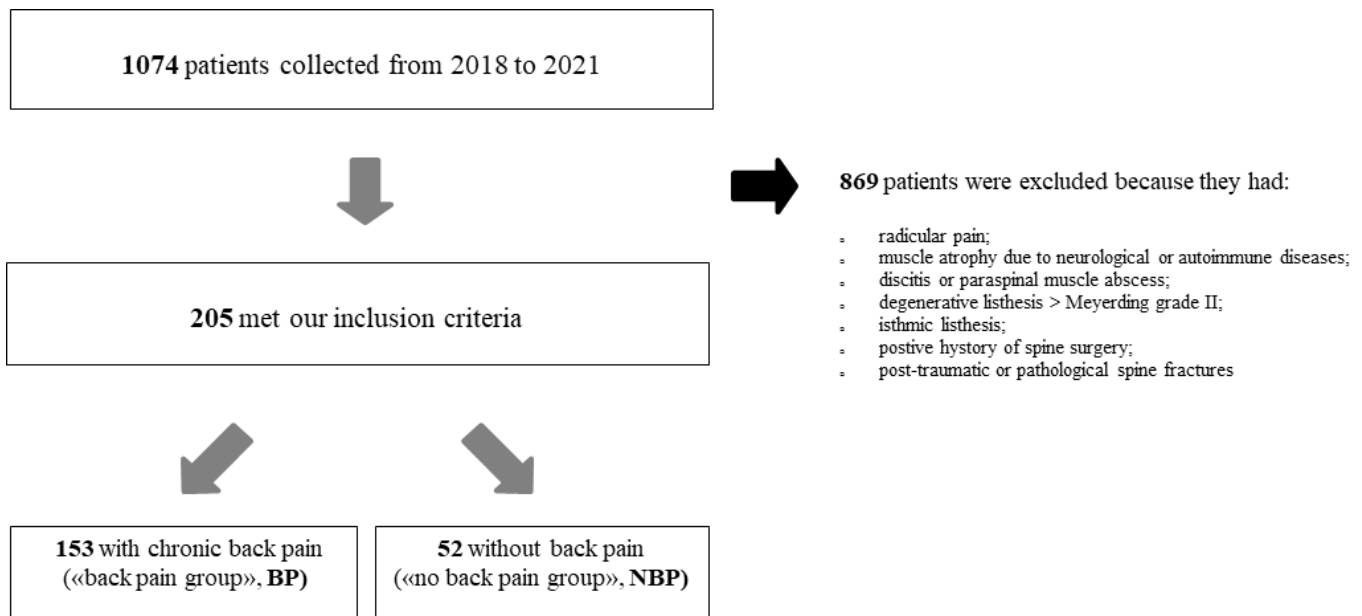 1074 patients collected from 2018 to 2021
869 patients were excluded because they had:
▫ radicular pain;
▫ muscle atrophy due to neurological or autoimmune diseases;
▫ discitis or paraspinal muscle abscess;
▫ degenerative listhesis > Meyerding grade II;
▫ isthmic listhesis;
▫ postive hystory of spine surgery;
▫ post-traumatic or pathological spine fractures
205 met our inclusion criteria
153 with chronic back pain
(«back pain group», BP)
52 without back pain
(«no back pain group», NBP)